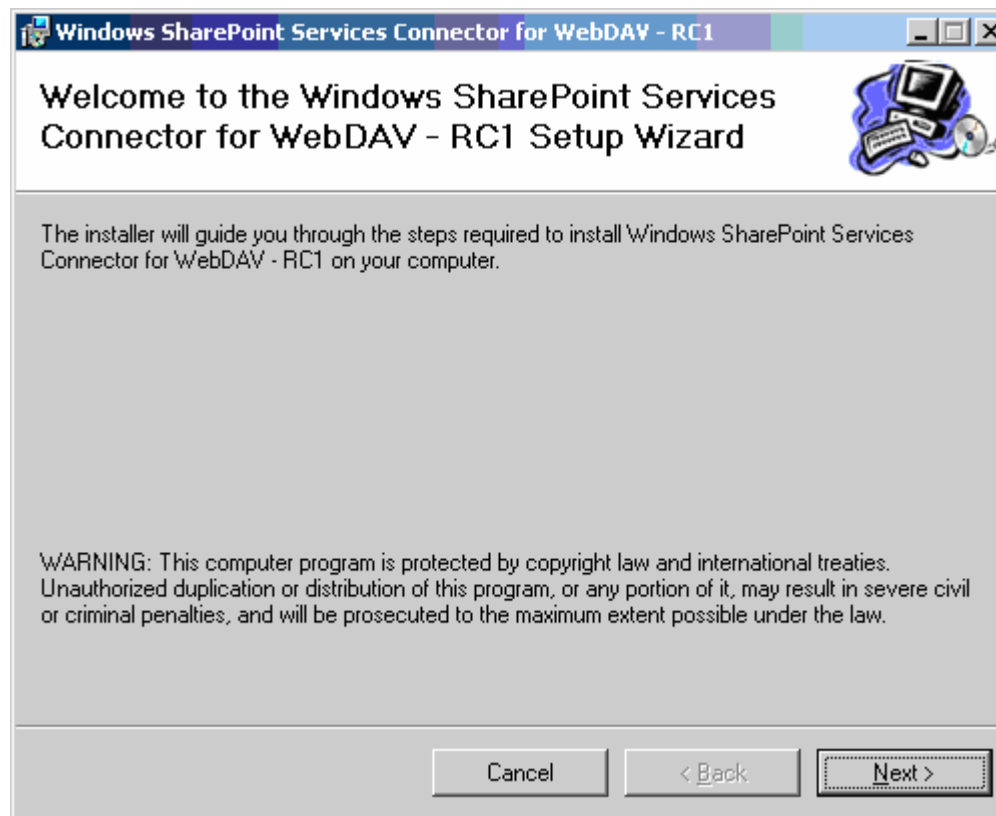 Windows SharePoint Services Connector for WebDAV - RC1
Welcome to the Windows SharePoint Services
Connector for WebDAV - RC1 Setup Wizard
The installer will guide you through the steps required to install Windows SharePoint Services
Connector for WebDAV - RC1 on your computer.
WARNING: This computer program is protected by copyright law and international treaties.
Unauthorized duplication or distribution of this program, or any portion of it, may result in severe civil
or criminal penalties, and will be prosecuted to the maximum extent possible under the law.
Cancel < Back Next >